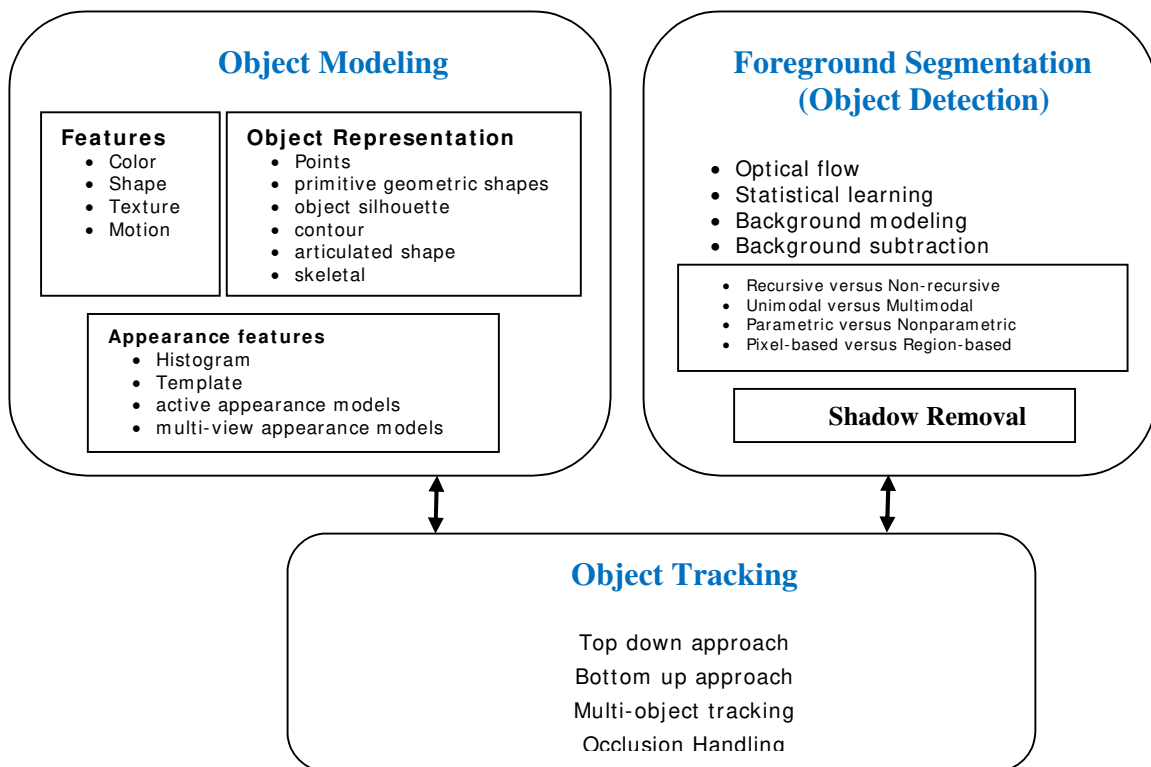 Object Modeling
Features
• Color
• Shape
• Texture
• Motion
Object Representation
• Points
• primitive geometric shapes
• object silhouette
• contour
• articulated shape
• skeletal
Appearance features
• Histogram
• Template
• active appearance models
• multi-view appearance models
Foreground Segmentation
(Object Detection)
• Optical flow
• Statistical learning
• Background modeling
• Background subtraction
• Recursive versus Non-recursive
• Unimodal versus Multimodal
• Parametric versus Nonparametric
• Pixel-based versus Region-based
Shadow Removal
Object Tracking
Top down approach
Bottom up approach
Multi-object tracking
Occlusion Handling